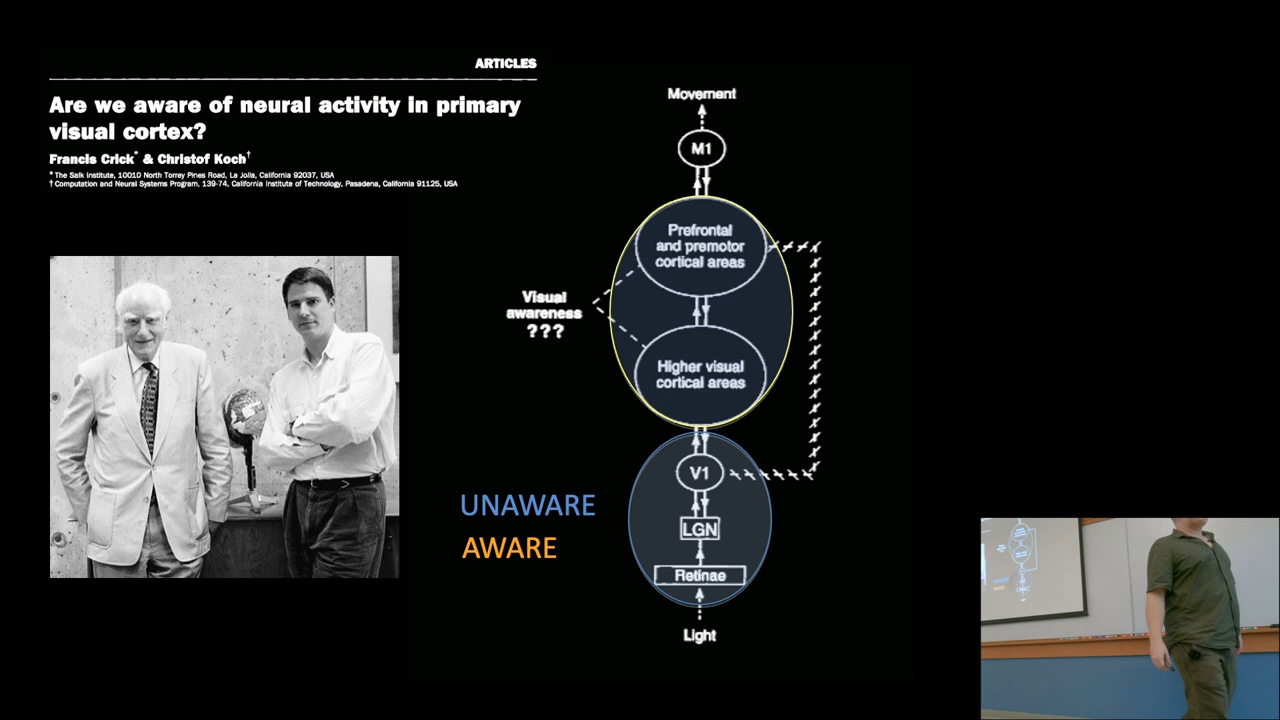 ARTICLES
Are we aware of neural activity in primary
visual cortex?
Francis Crick* & Christof Koch†
* The Salk Institute, 10010 North Torrey Pines Road, La Jolla, California 92037, USA
† Computation and Neural Systems Program, 139-74, California Institute of Technology, Pasadena, California 91125, USA
Movement
M1
Prefrontal
and premotor
cortical areas
Visual
awareness
???
Higher visual
cortical areas
V1
UNAWARE
LGN
AWARE
Retinae
Light